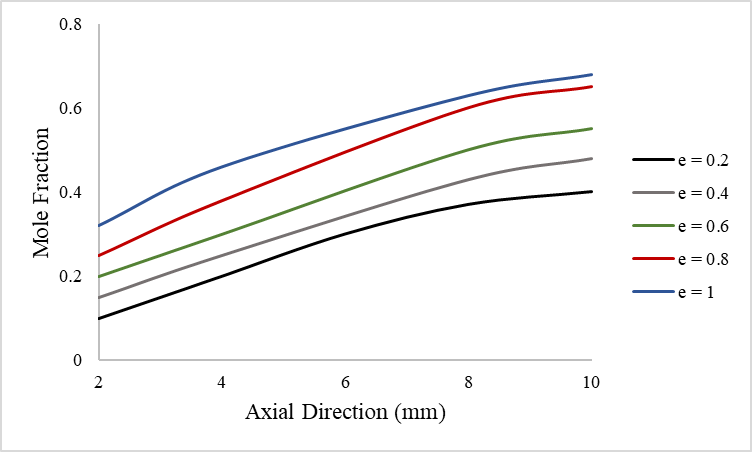 0.8
0.6
0.4
0.2
0
Mole Fraction
2 4 6 8 10
Axial Direction (mm)
e = 0.2
e = 0.4
e = 0.6
e = 0.8
e = 1